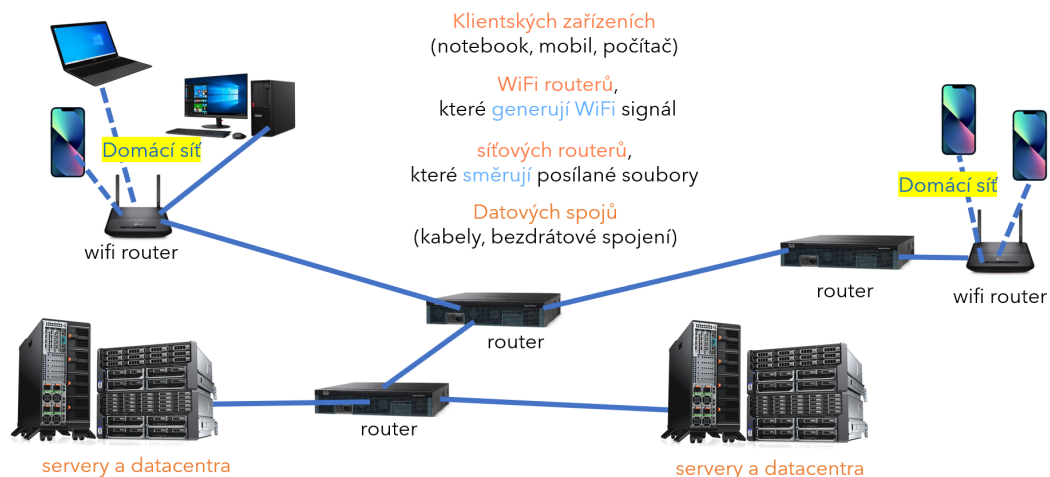 Klientských zařízeních
(notebook, mobil, počítač)
WiFi routerů,
které generují WiFi signál
síťových routerů,
které směrují posílané soubory
Datových spojů
(kabely, bezdrátové spojení)
Domácí síť
wifi router
Domácí síť
router
wifi router
router
router
servery a datacentra
servery a datacentra